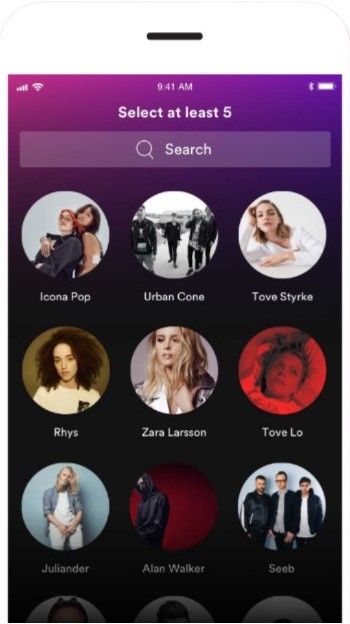 9:41 AM
Select at least 5
Search
Icona Pop
Urban Cone
Tove Styrke
Rhys
Zara Larsson
Tove Lo
Juliander
Alan Walker
Seeb